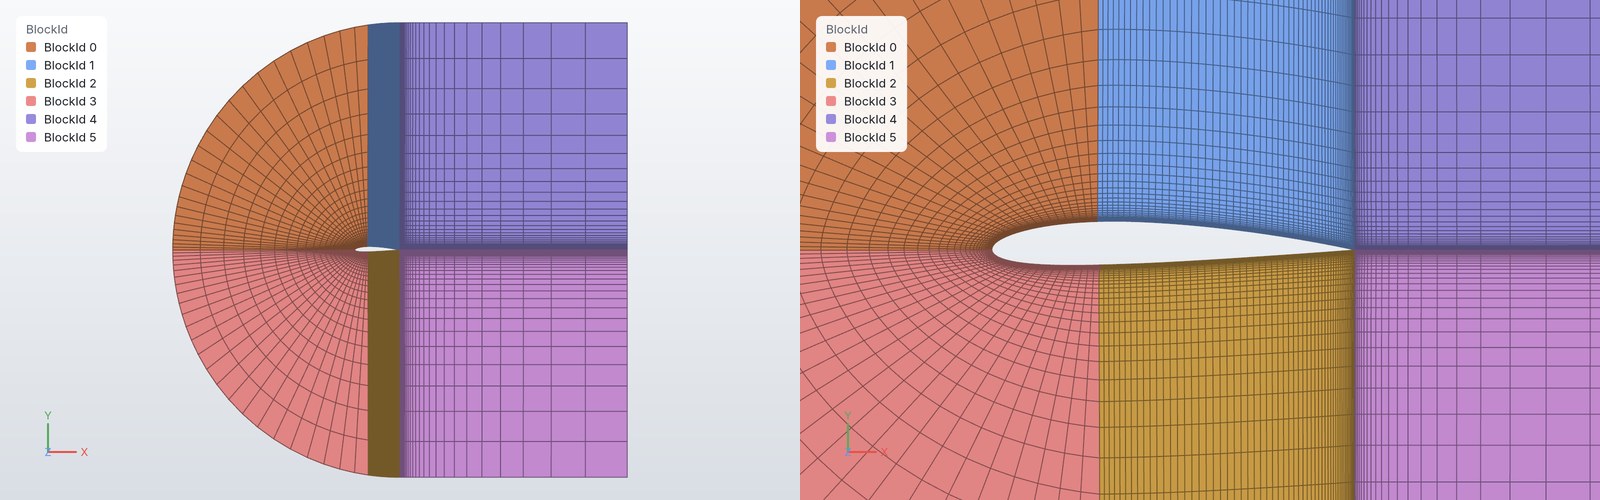 BlockId
BlockId 0
BlockId 1
BlockId 2
BlockId 3
BlockId 4
BlockId 5
Y
Z
X
BlockId
BlockId 0
BlockId 1
BlockId 2
BlockId 3
BlockId 4
BlockId 5
Y
Z
X